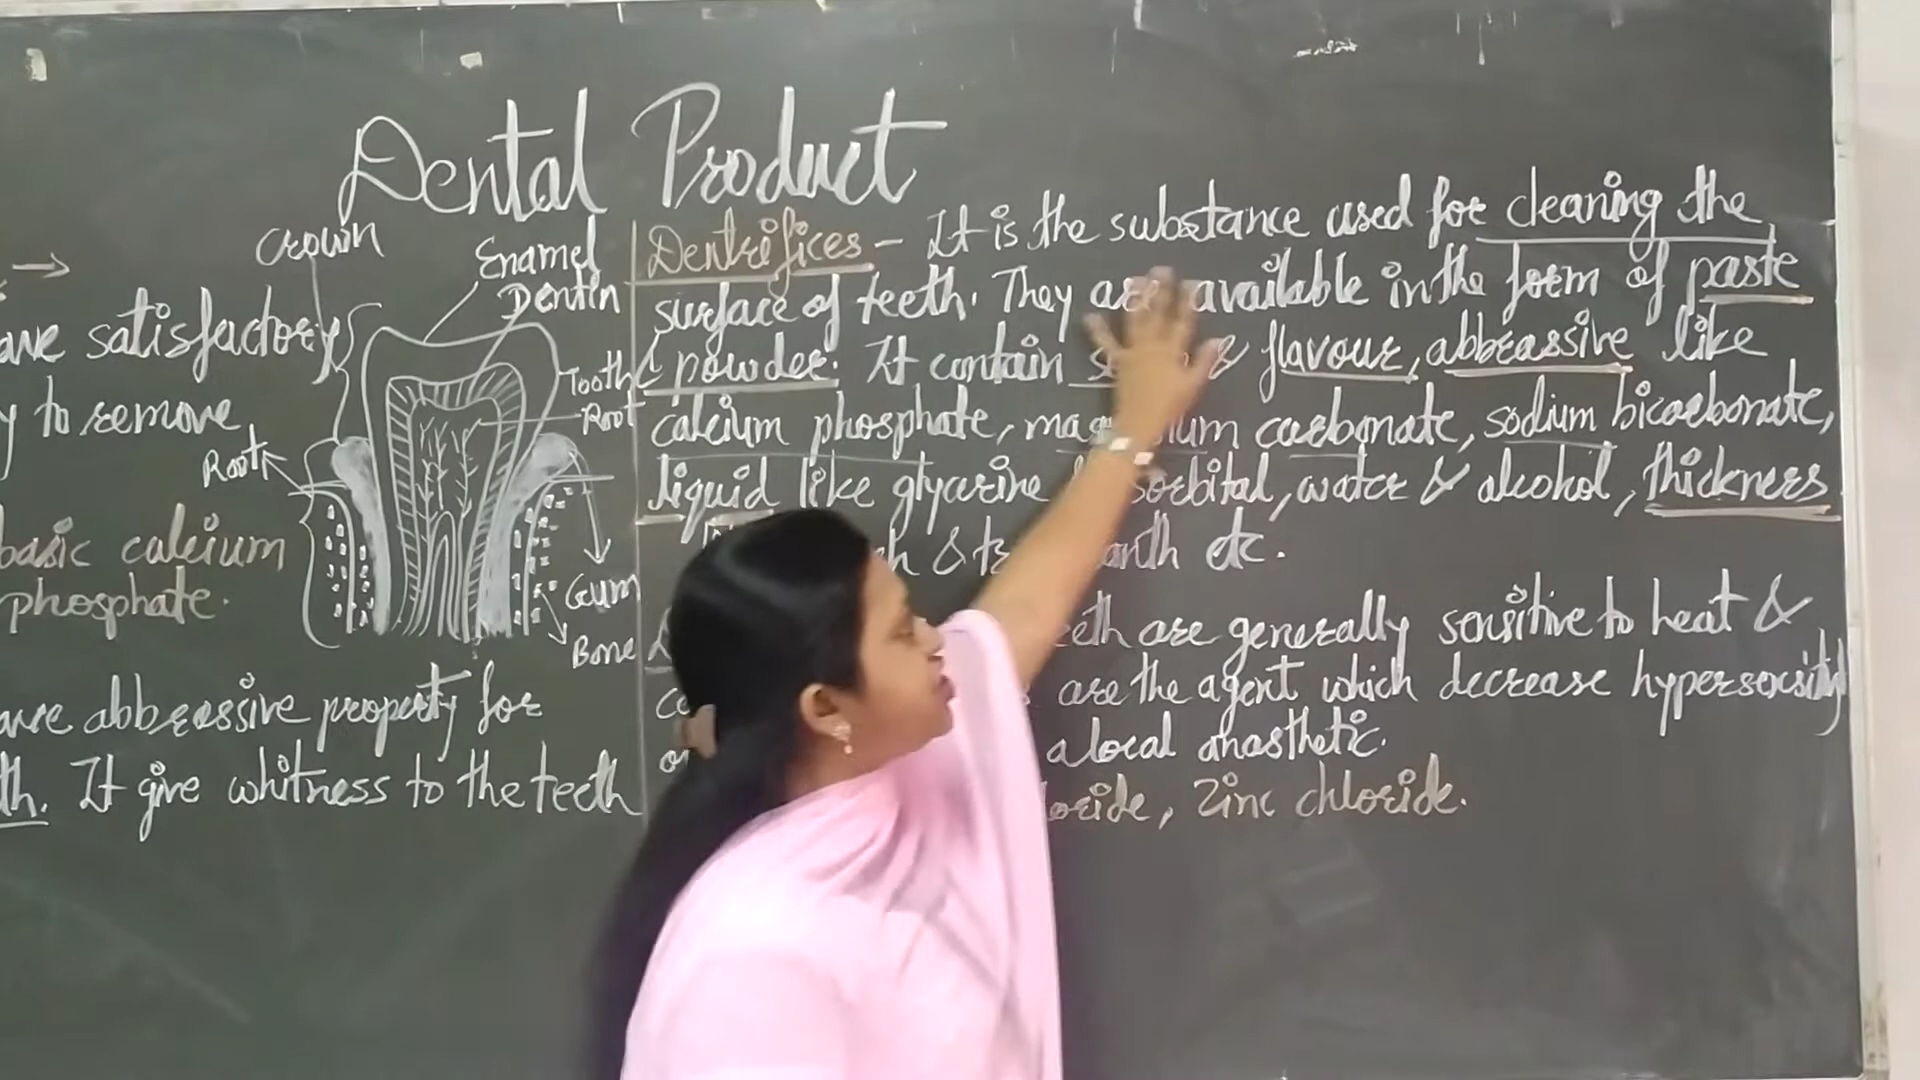 Dental Product
Crown
Enamel
Dentin
Tooth
Root
Root
Gum
Bone
ave satisfactory
y to remove
basic calcium
phosphate.
ave abbrassive property for
th. It give whitness to the teeth
Dentrifices - It is the substance used for cleaning the
surface of teeth. They are available in the form of paste
& powder. It contain & flavour, abbrassive like
calcium phosphate, magnesium carbonate, sodium bicarbonate,
liquid like glycerine sorbital, water & alcohol, thickness
& etc.
teeth are generally sensitive to heat &
are the agent which decrease hypersensitity
a local anasthetic.
loride, Zinc chloride.